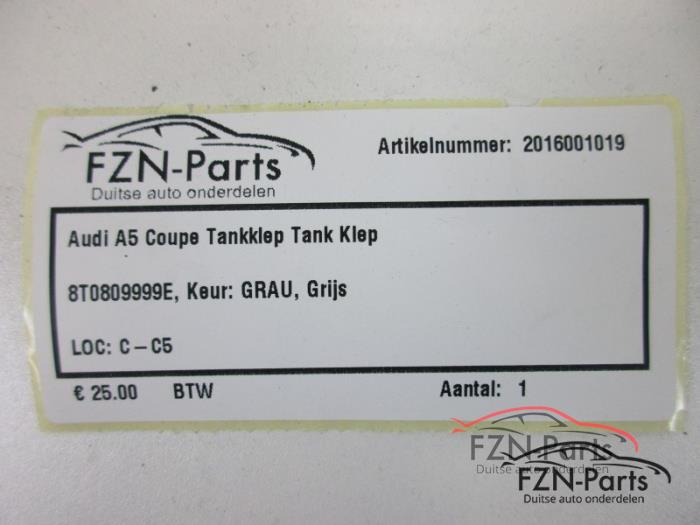 FZN-Parts
Duitse auto onderdelen
Artikelnummer: 2016001019
Audi A5 Coupe Tankklep Tank Klep
8T0809999E, Keur: GRAU, Grijs
LOC: C – C5
€ 25.00 BTW Aantal: 1
FZN-Parts
Duitse auto onderdelen
FZN-Parts
Duitse auto onderdelen